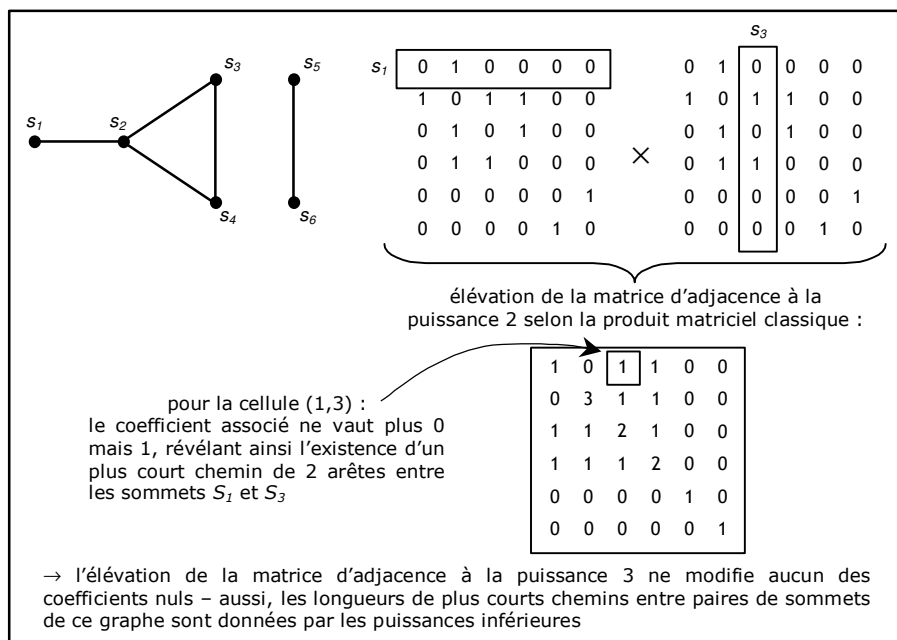 s3
s3
s5
s1
0 1 0 0 0 0
0 1 0 0 0 0
s1
s2
1 0 1 1 0 0
1 0 1 1 0 0
0 1 0 1 0 0
0 1 0 1 0 0
×
0 1 1 0 0 0
0 1 1 0 0 0
s4
s6
0 0 0 0 0 1
0 0 0 0 0 1
0 0 0 0 1 0
0 0 0 0 1 0
élévation de la matrice d'adjacence à la
puissance 2 selon la produit matriciel classique :
1 0 1 1 0 0
0 3 1 1 0 0
1 1 2 1 0 0
1 1 1 2 0 0
0 0 0 0 1 0
0 0 0 0 0 1
pour la cellule (1,3) :
le coefficient associé ne vaut plus 0
mais 1, révélant ainsi l'existence d'un
plus court chemin de 2 arêtes entre
les sommets S1 et S3
→ l'élévation de la matrice d'adjacence à la puissance 3 ne modifie aucun des
coefficients nuls – aussi, les longueurs de plus courts chemins entre paires de sommets
de ce graphe sont données par les puissances inférieures